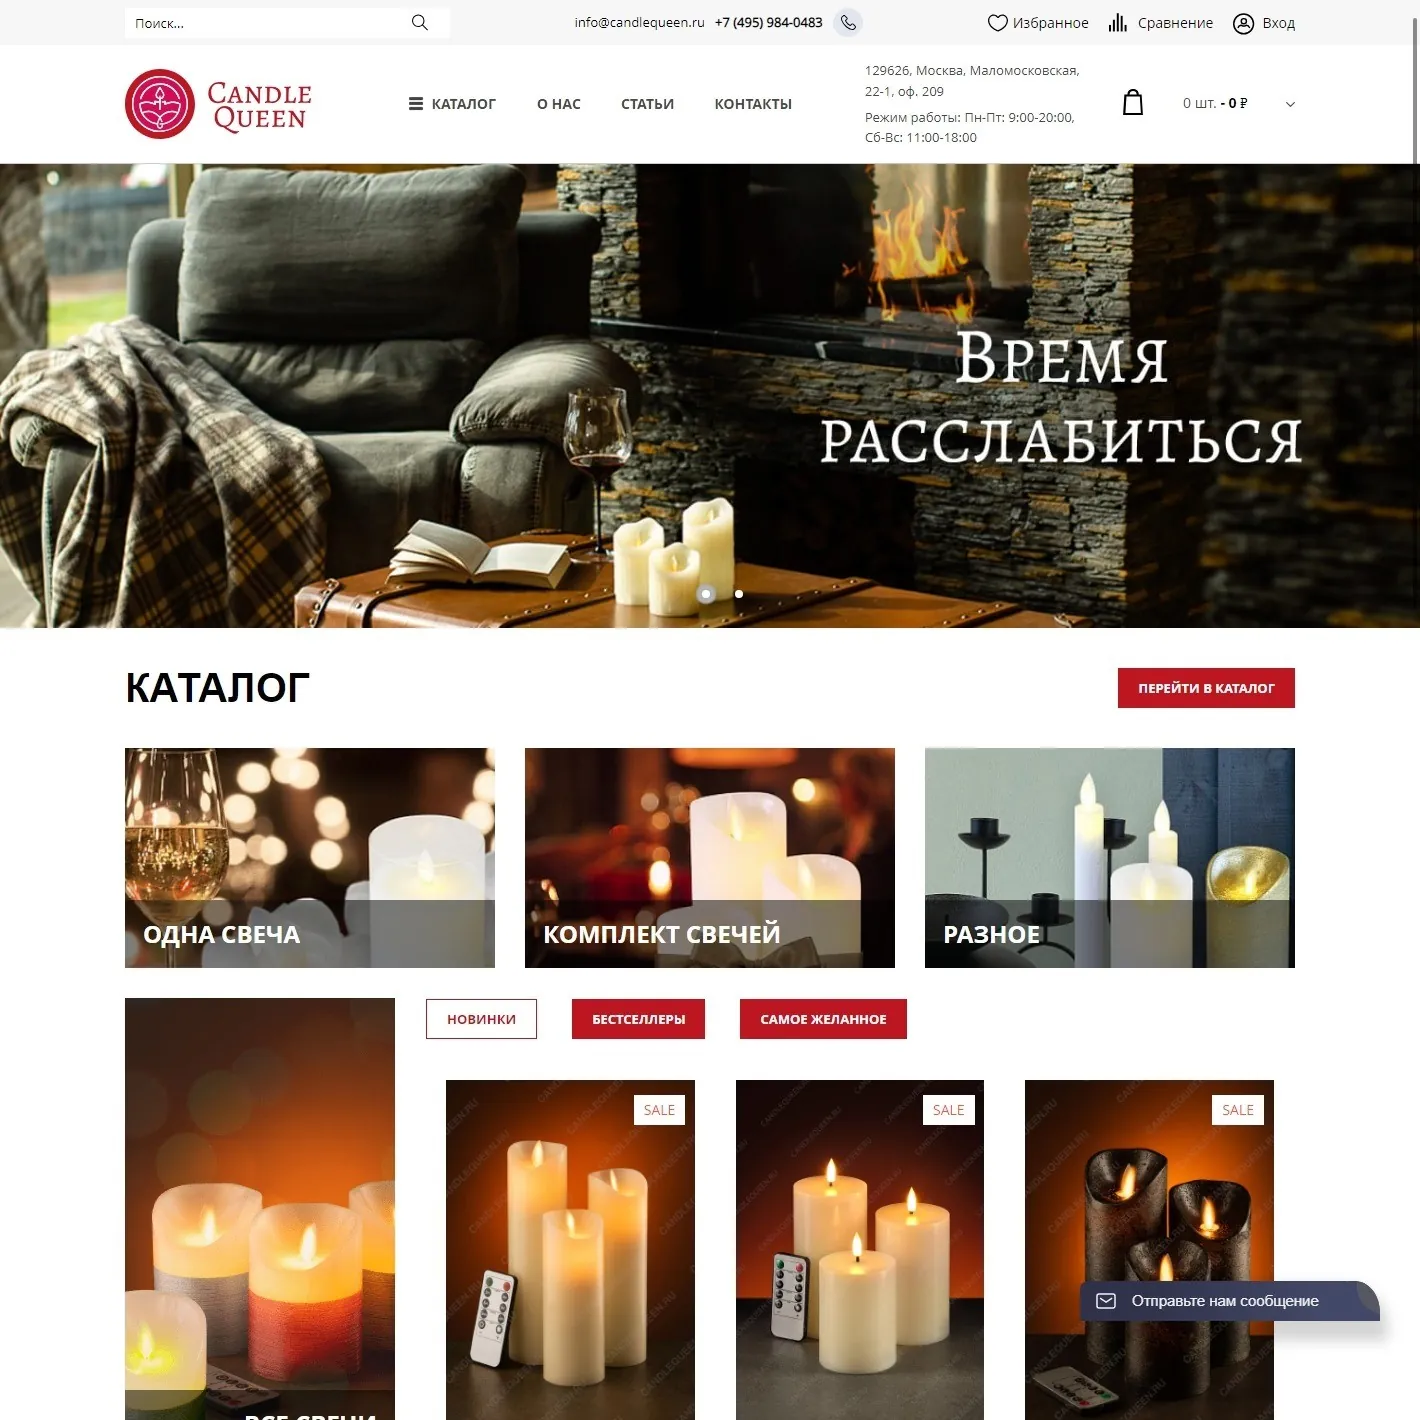 Поиск...
info@candlequeen.ru +7 (495) 984-0483
Избранное
Сравнение
Вход
CANDLE
QUEEN
КАТАЛОГ
О НАС
СТАТЬИ
КОНТАКТЫ
129626, Москва, Маломосковская,
22-1, оф. 209
Режим работы: Пн-Пт: 9:00-20:00,
Сб-Вс: 11:00-18:00
0 шт. - 0 ₽
ВРЕМЯ
РАССЛАБИТЬСЯ
КАТАЛОГ
ПЕРЕЙТИ В КАТАЛОГ
ОДНА СВЕЧА
КОМПЛЕКТ СВЕЧЕЙ
РАЗНОЕ
НОВИНКИ
БЕСТСЕЛЛЕРЫ
САМОЕ ЖЕЛАННОЕ
SALE
SALE
SALE
Отправьте нам сообщение
ВСЕ СВЕЧИ